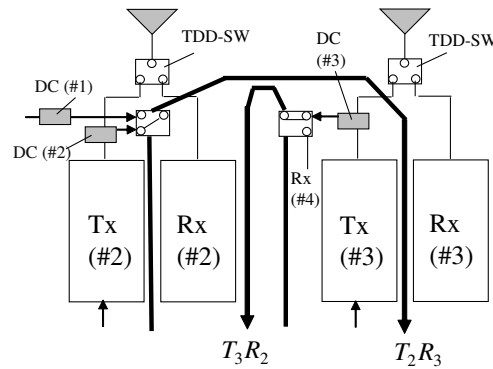 TDD-SW
DC
(#3)
TDD-SW
DC (#1)
DC (#2)
Rx
(#4)
Tx
(#2)
Rx
(#2)
Tx
(#3)
Rx
(#3)
T3R2
T2R3